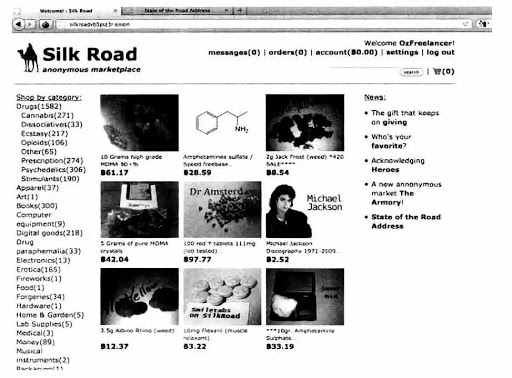 Welcome! | Silk Road
State of the Road Address
Silk Road
anonymous marketplace
Welcome OzFreelancer!
messages(0) | orders(0) | account(฿0.00) | settings | log out
search
(0)
Shop by category:
Drugs(1582)
Cannabis(271)
Dissociatives(33)
Ecstasy(217)
Opioids(106)
Other(65)
Prescription(274)
Psychedelics(306)
Stimulants(190)
Apparel(37)
Art(1)
Books(300)
Computer
equipment(9)
Digital goods(218)
Drug
paraphernalia(33)
Electronics(13)
Erotica(165)
Fireworks(1)
Food(1)
Forgeries(34)
Hardware(1)
Home & Garden(5)
Lab Supplies(5)
Medical(3)
Money(89)
Musical
Instruments(2)
10 Grams high grade
MDMA 80+%
฿61.17
NH₂
Amphetamines sulfate /
Speed freebase...
฿28.59
2g Jack Frost (weed) *420
SALE****
฿8.54
5 Grams of pure MDMA
crystals
฿42.04
Dr Amsterdam
100 red Y tablets 111mg
(lab tested)...
฿97.77
Michael
Jackson
Michael Jackson
Discography 1971-2009...
฿2.52
3.5g Albino Rhino (weed)
฿12.37
Smiletabs
on SilkRoad
10mg Flexeril (muscle
relaxant)
฿3.22
***10gr. Amphetamine
Sulphate...
฿33.19
News:
The gift that keeps
on giving
Who's your
favorite?
Acknowledging
Heroes
A new annonymous
market The
Armory!
State of the Road
Address